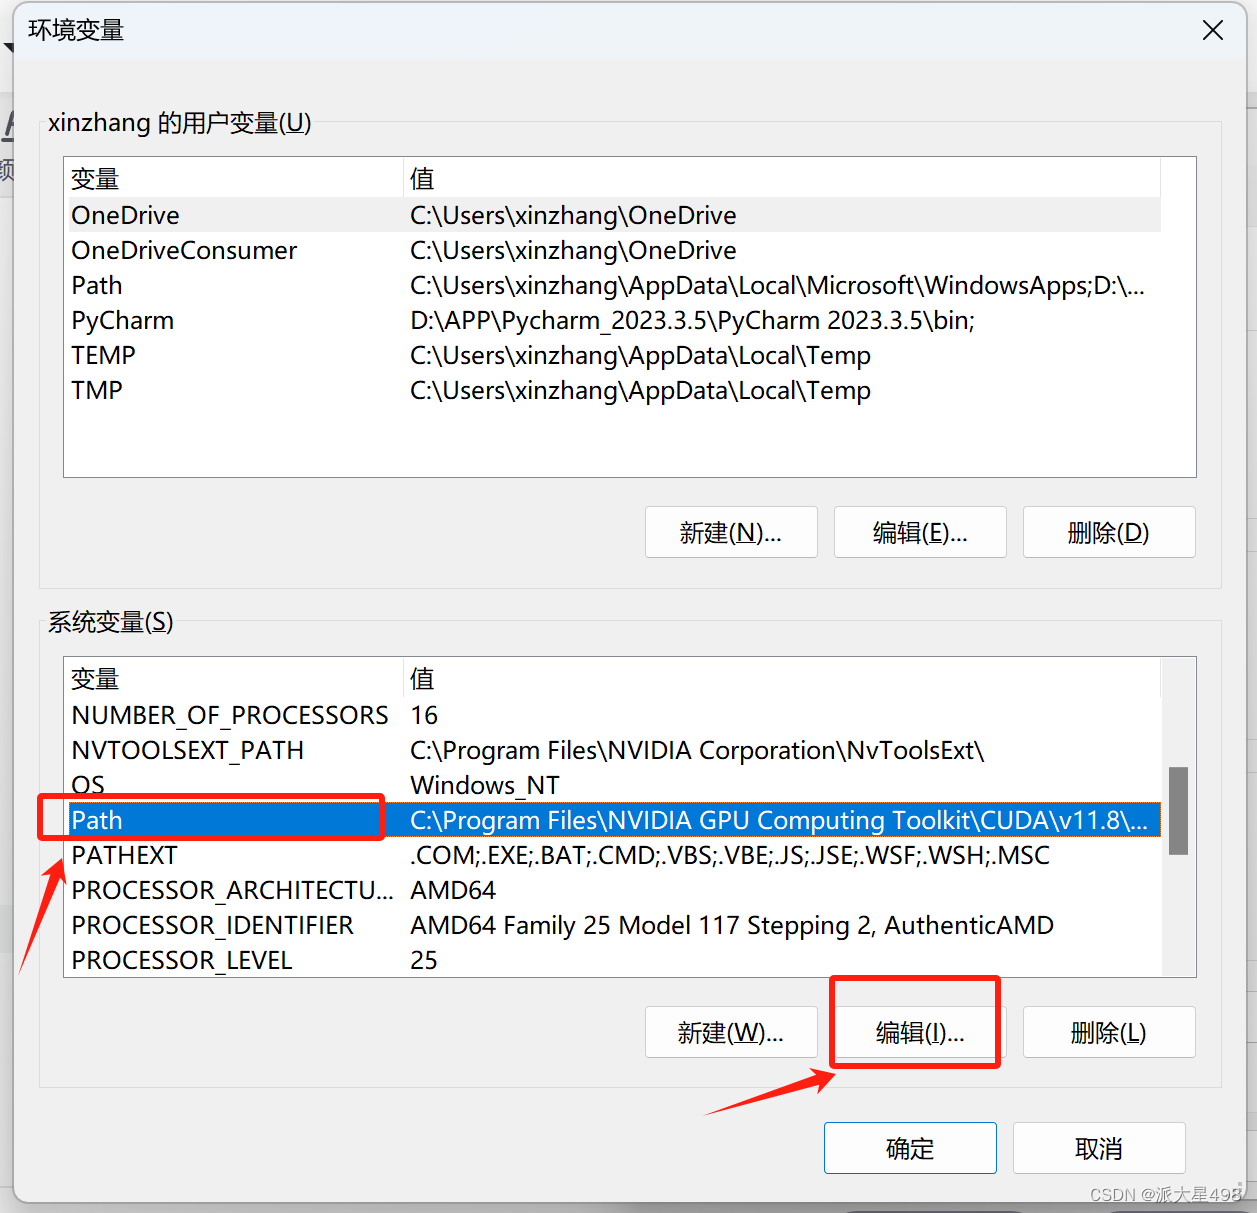 环境变量
xinzhang 的用户变量(U)
变量 值
OneDrive C:\Users\xinzhang\OneDrive
OneDriveConsumer C:\Users\xinzhang\OneDrive
Path C:\Users\xinzhang\AppData\Local\Microsoft\WindowsApps;D:\...
PyCharm D:\APP\Pycharm_2023.3.5\PyCharm 2023.3.5\bin;
TEMP C:\Users\xinzhang\AppData\Local\Temp
TMP C:\Users\xinzhang\AppData\Local\Temp
新建(N)... 编辑(E)... 删除(D)
系统变量(S)
变量 值
NUMBER_OF_PROCESSORS 16
NVTOOLSEXT_PATH C:\Program Files\NVIDIA Corporation\NvToolsExt\
OS Windows_NT
Path C:\Program Files\NVIDIA GPU Computing Toolkit\CUDA\v11.8\...
PATHEXT .COM;.EXE;.BAT;.CMD;.VBS;.VBE;.JS;.JSE;.WSF;.WSH;.MSC
PROCESSOR_ARCHITECTU... AMD64
PROCESSOR_IDENTIFIER AMD64 Family 25 Model 117 Stepping 2, AuthenticAMD
PROCESSOR_LEVEL 25
新建(W)... 编辑(I)... 删除(L)
确定 取消
CSDN @派大星498